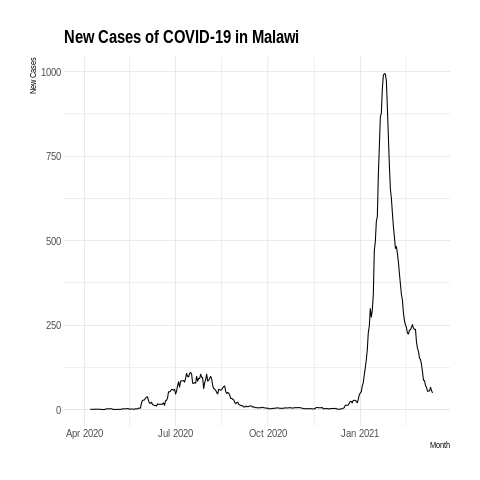 New Cases of COVID-19 in Malawi
New Cases
1000
750
500
250
0
Apr 2020
Jul 2020
Oct 2020
Jan 2021
Month